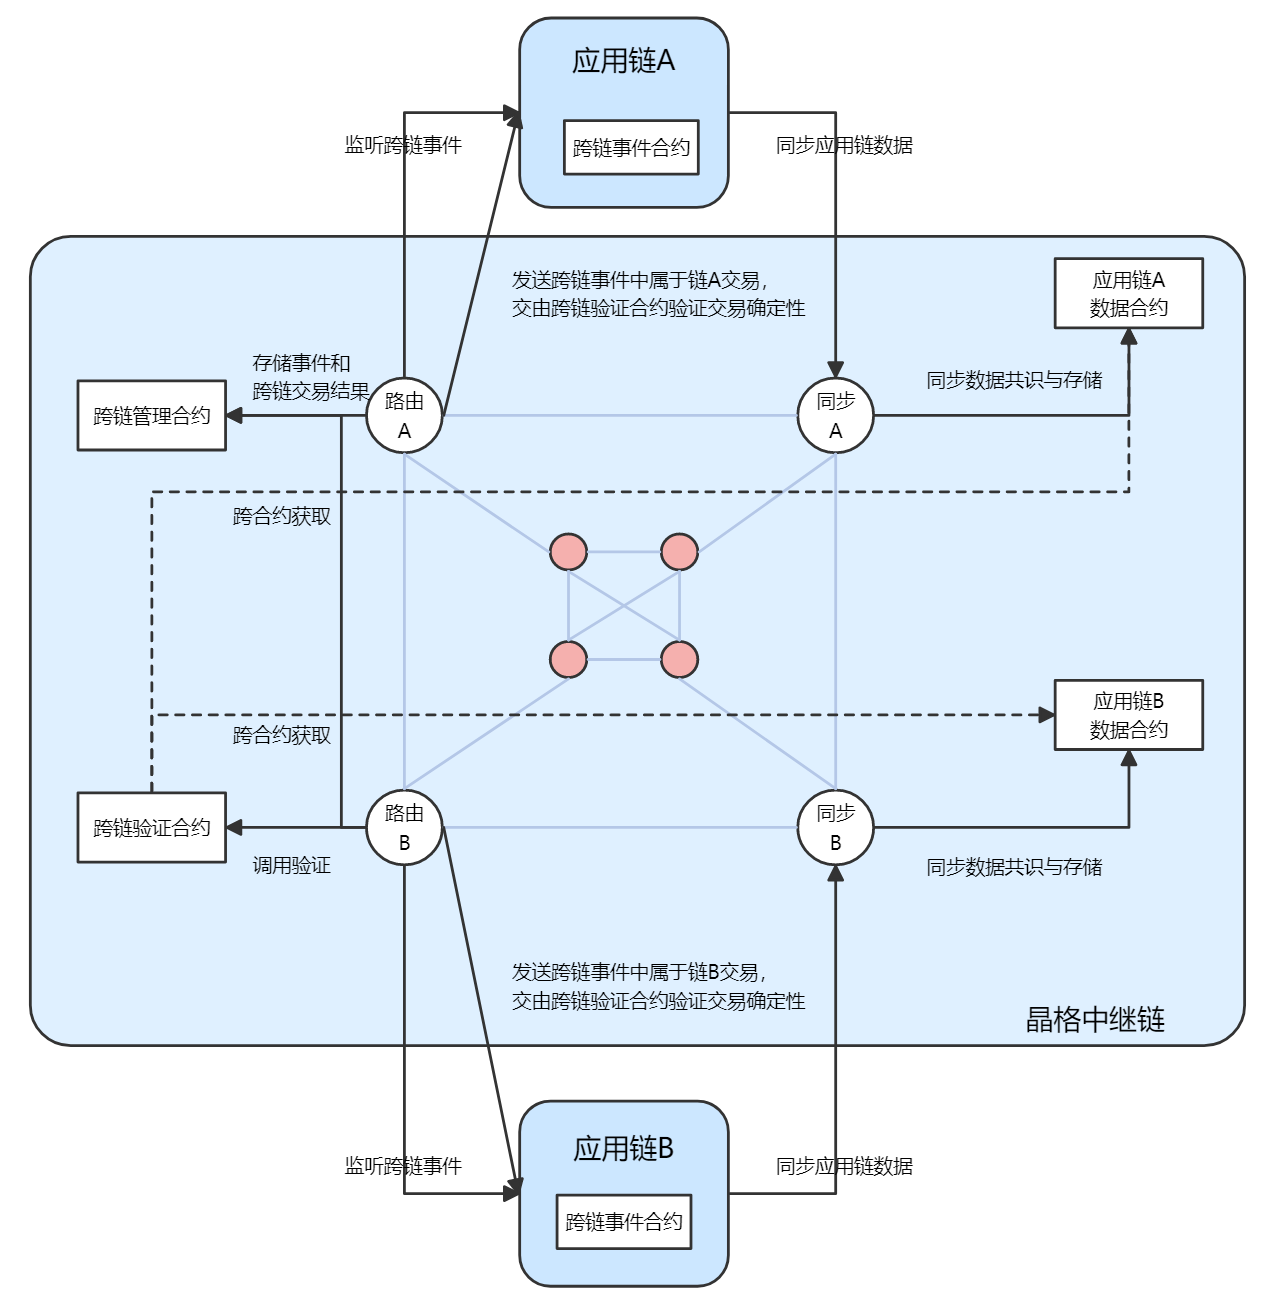 应用链A
跨链事件合约
监听跨链事件
同步应用链数据
发送跨链事件中属于链A交易，
交由跨链验证合约验证交易确定性
应用链A
数据合约
存储事件和
跨链交易结果
同步数据共识与存储
跨链管理合约
路由
A
同步
A
跨合约获取
应用链B
数据合约
跨合约获取
跨链验证合约
路由
B
同步
B
调用验证
同步数据共识与存储
发送跨链事件中属于链B交易，
交由跨链验证合约验证交易确定性
晶格中继链
应用链B
监听跨链事件
同步应用链数据
跨链事件合约